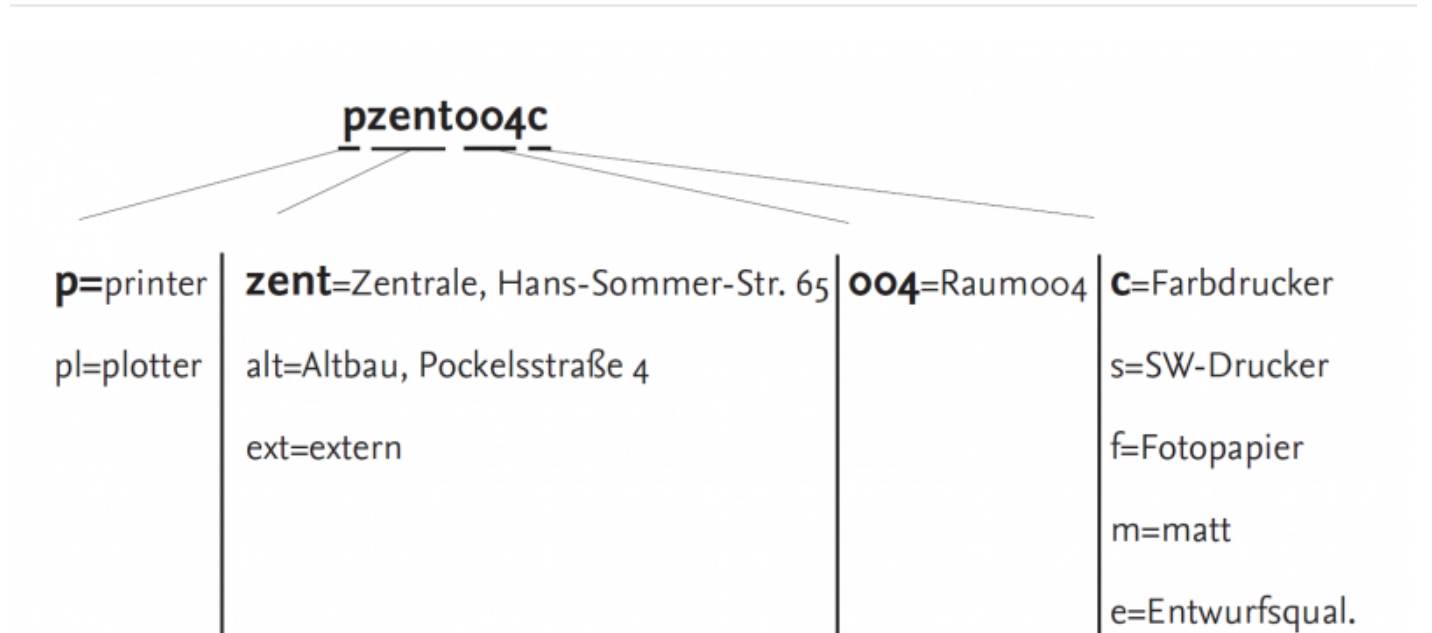 pzent004c
p=printer
pl=plotter
zent=Zentrale, Hans-Sommer-Str. 65
alt=Altbau, Pockelsstraße 4
ext=extern
004=Raum004
c=Farbdrucker
s=SW-Drucker
f=Fotopapier
m=matt
e=Entwurfsqual.